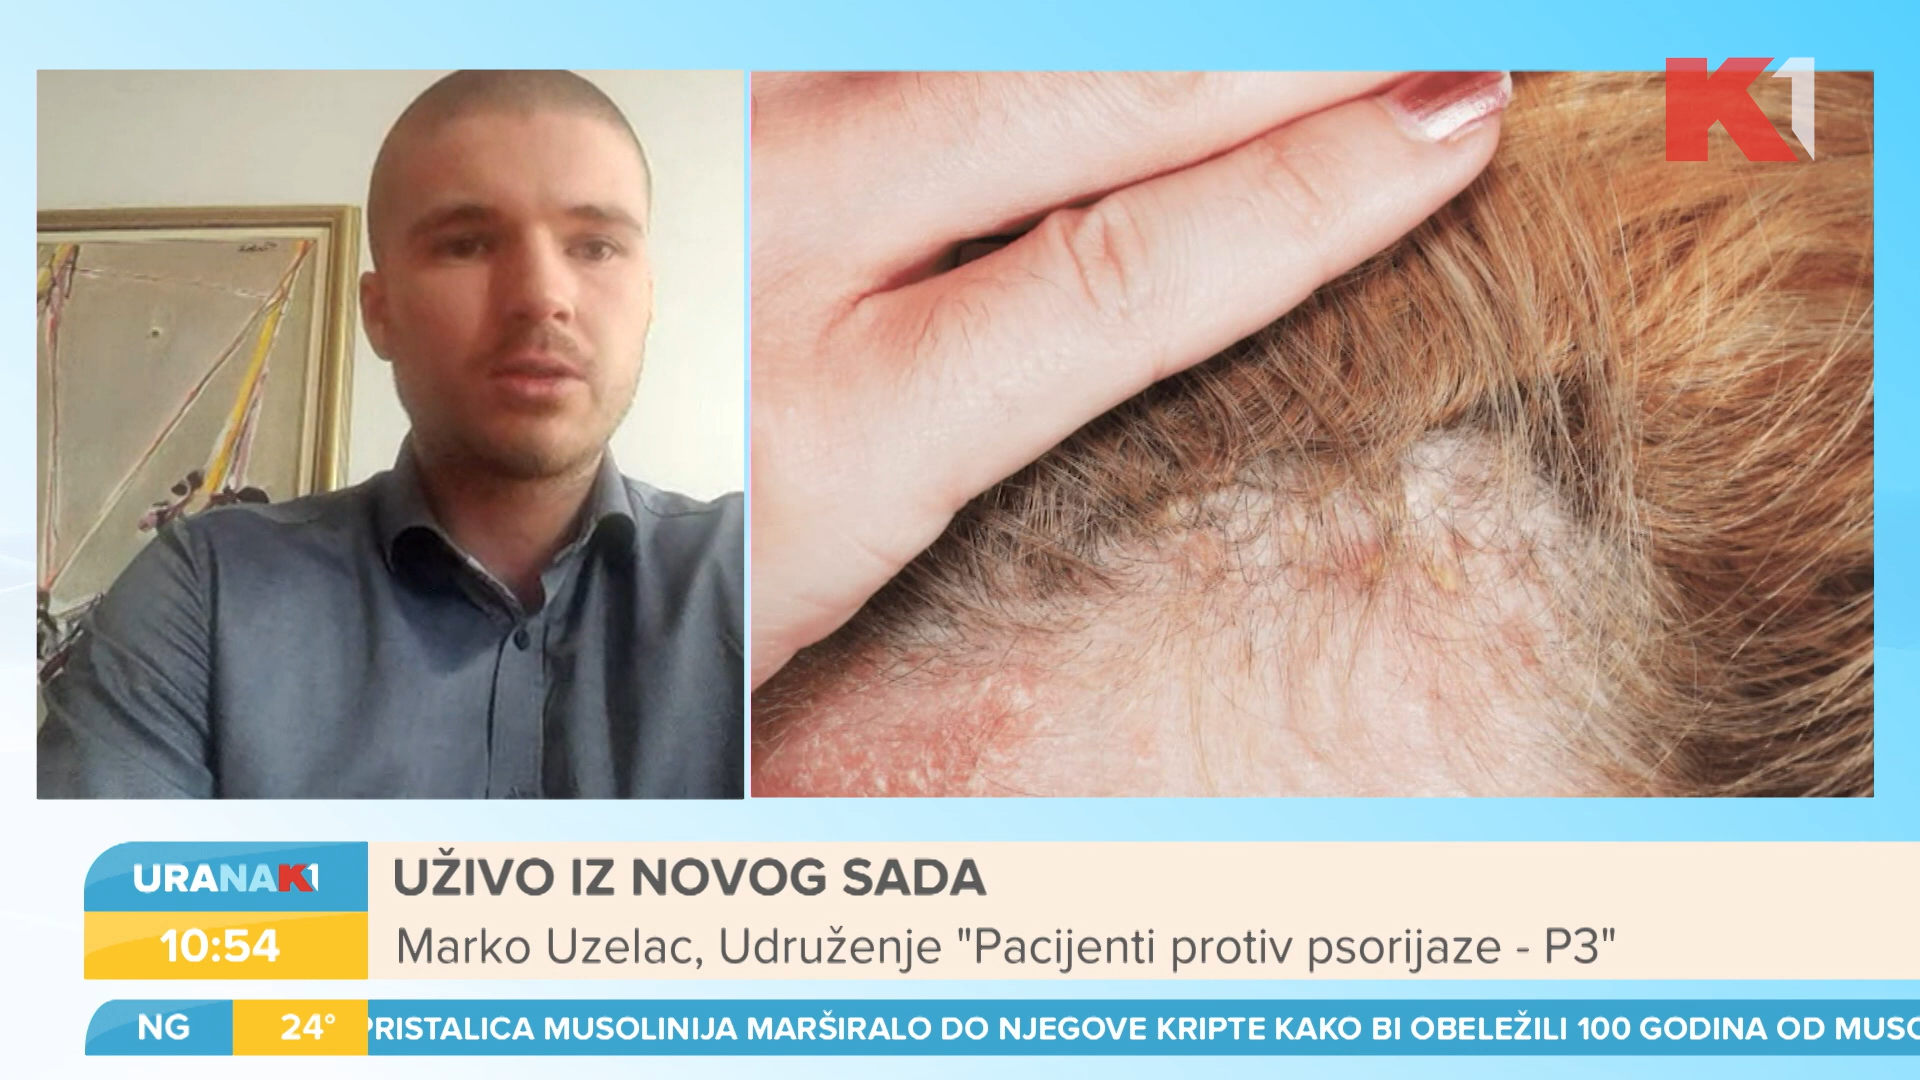 K1
URANAK1
UŽIVO IZ NOVOG SADA
10:54
Marko Uzelac, Udruženje "Pacijenti protiv psorijaze - P3"
NG 24° PRISTALICA MUSOLINIJA MARŠIRALO DO NJEGOVE KRIPTE KAKO BI OBELEŽILI 100 GODINA OD MUSO